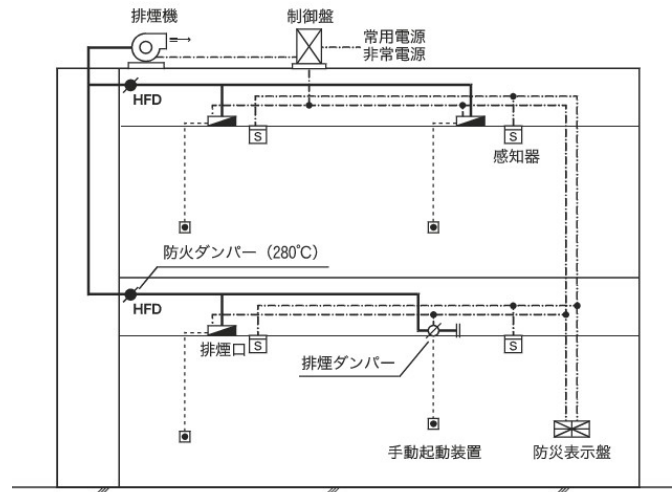 排煙機
制御盤
常用電源
非常電源
HFD
S
S
感知器
防火ダンパー（280℃）
HFD
排煙口
S
排煙ダンパー
S
手動起動装置
防災表示盤